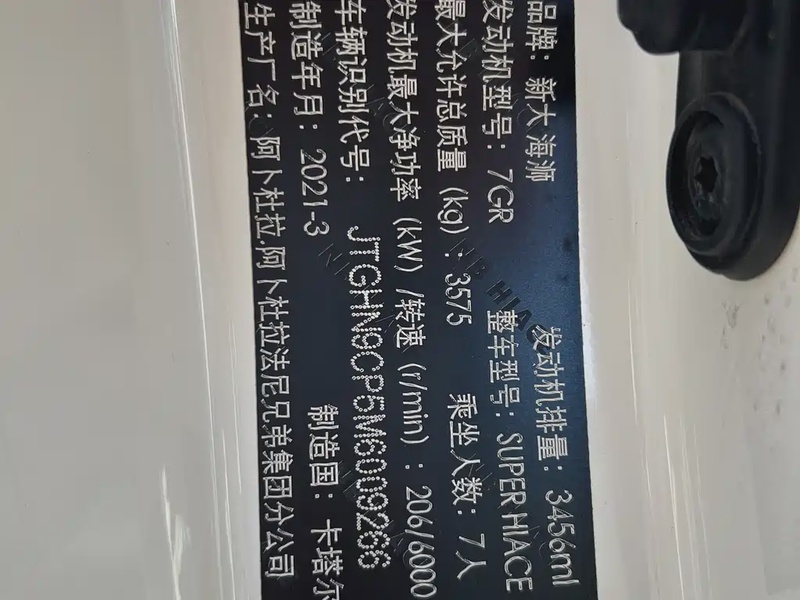 品牌：新大海狮 发动机排量：3456ml
发动机型号：7GR 整车型号：SUPER HIACE
最大允许总质量 (kg)：3575 乘坐人数：7人
发动机最大净功率 (kW) /转速 (r/min)：206/6000
车辆识别代号： JTGHN9CP5M6009266
制造年月：2021-3 制造国：卡塔尔
生产厂名：阿卜杜拉.阿卜杜拉法尼兄弟集团分公司